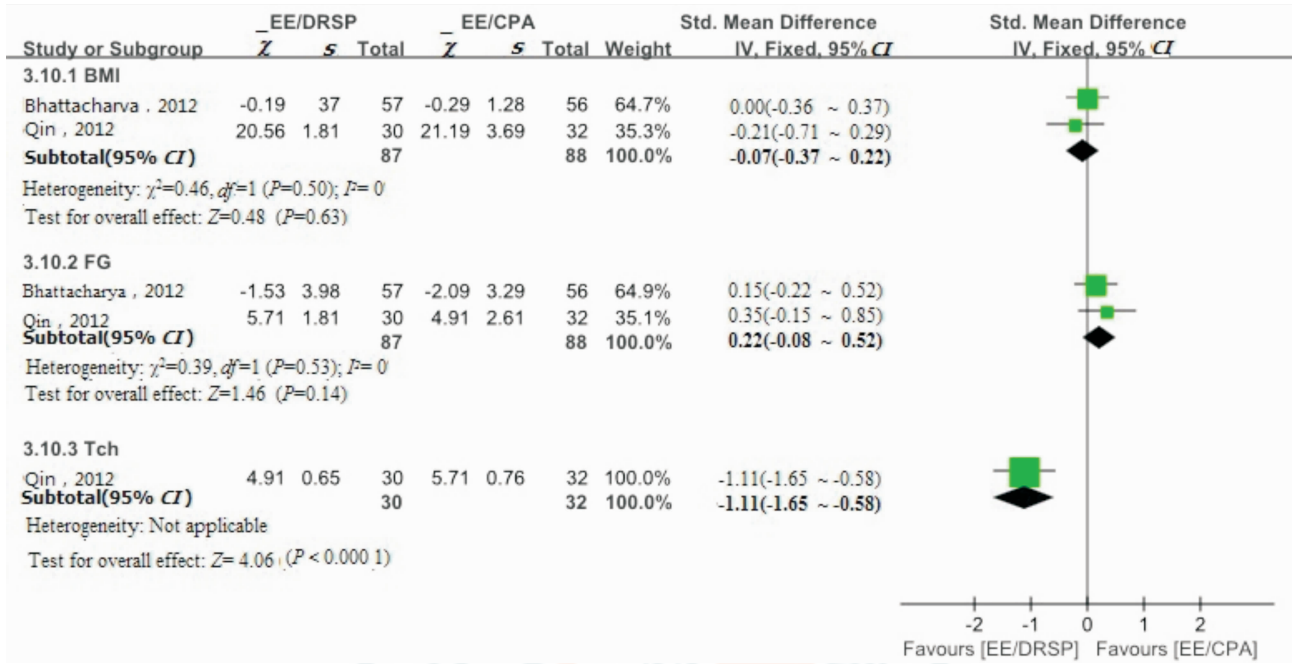 _EE/DRSP _ EE/CPA Std. Mean Difference Std. Mean Difference
Study or Subgroup χ s Total χ s Total Weight IV, Fixed, 95% CI IV, Fixed, 95% CI
3.10.1 BMI
Bhattacharva , 2012 -0.19 37 57 -0.29 1.28 56 64.7% 0.00(-0.36 ~ 0.37)
Qin , 2012 20.56 1.81 30 21.19 3.69 32 35.3% -0.21(-0.71 ~ 0.29)
Subtotal(95% CI) 87 88 100.0% -0.07(-0.37 ~ 0.22)
Heterogeneity: χ²=0.46, df=1 (P=0.50); I²= 0
Test for overall effect: Z=0.48 (P=0.63)
3.10.2 FG
Bhattacharya , 2012 -1.53 3.98 57 -2.09 3.29 56 64.9% 0.15(-0.22 ~ 0.52)
Qin , 2012 5.71 1.81 30 4.91 2.61 32 35.1% 0.35(-0.15 ~ 0.85)
Subtotal(95% CI) 87 88 100.0% 0.22(-0.08 ~ 0.52)
Heterogeneity: χ²=0.39, df=1 (P=0.53); I²= 0
Test for overall effect: Z=1.46 (P=0.14)
3.10.3 Tch
Qin , 2012 4.91 0.65 30 5.71 0.76 32 100.0% -1.11(-1.65 ~ -0.58)
Subtotal(95% CI) 30 32 100.0% -1.11(-1.65 ~ -0.58)
Heterogeneity: Not applicable
Test for overall effect: Z= 4.06 (P < 0.000 1)
-2 -1 0 1 2
Favours [EE/DRSP] Favours [EE/CPA]